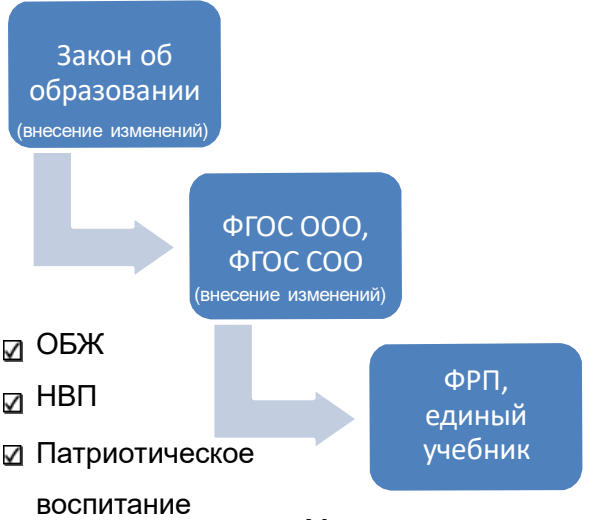 Закон об
образовании
(внесение изменений)
ФГОС ООО,
ФГОС СОО
(внесение изменений)
ФРП,
единый
учебник
ОБЖ
НВП
Патриотическое
воспитание